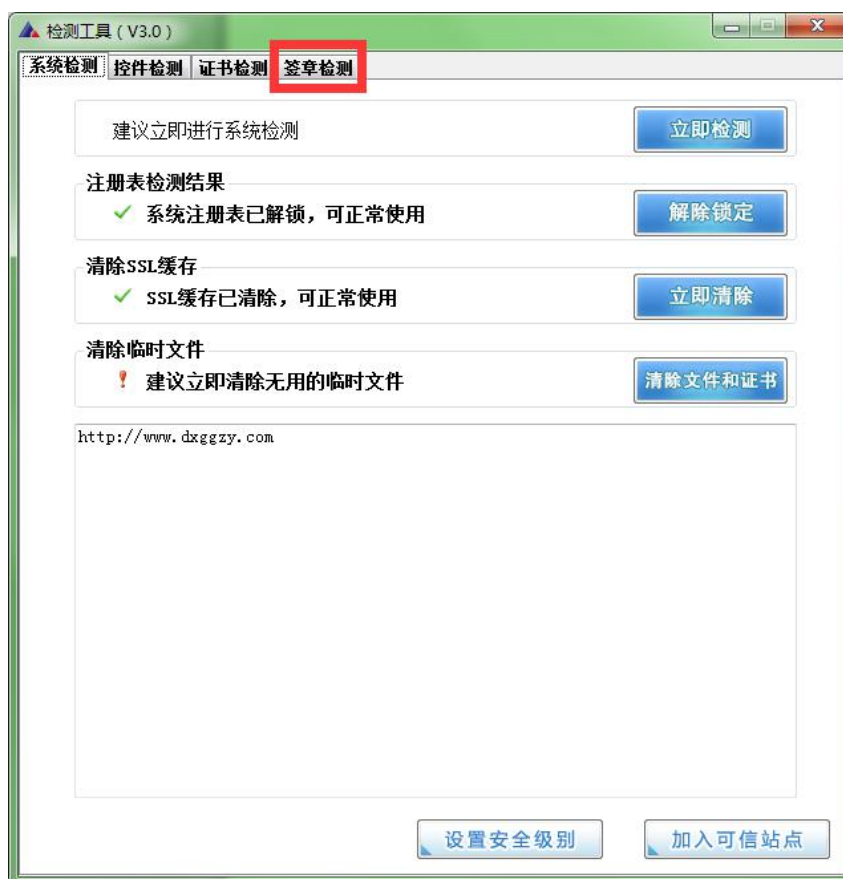 检测工具（V3.0）
系统检测 控件检测 证书检测 签章检测
建议立即进行系统检测 立即检测
注册表检测结果
系统注册表已解锁，可正常使用 解除锁定
清除SSL缓存
SSL缓存已清除，可正常使用 立即清除
清除临时文件
建议立即清除无用的临时文件 清除文件和证书
http://www.dxggzy.com
设置安全级别 加入可信站点